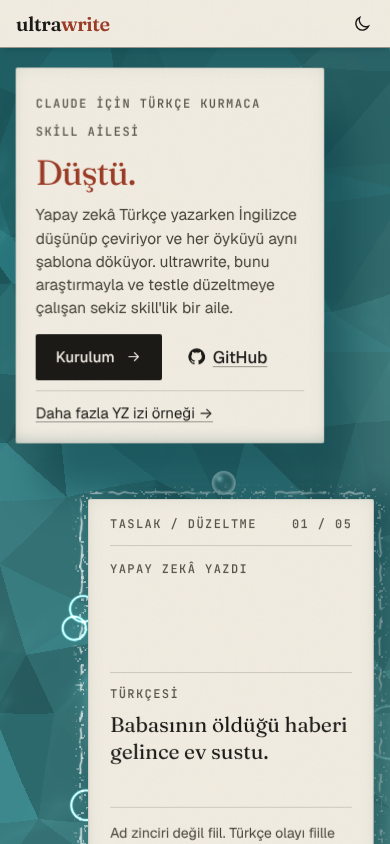 ultrawrite
CLAUDE İÇİN TÜRKÇE KURMACA
SKİLL AİLESİ
Düştü.
Yapay zekâ Türkçe yazarken İngilizce
düşünüp çeviriyor ve her öyküyü aynı
şablona döküyor. ultrawrite, bunu
araştırmayla ve testle düzeltmeye
çalışan sekiz skill'lik bir aile.
Kurulum →
GitHub
Daha fazla YZ izi örneği →
TASLAK / DÜZELTME 01 / 05
YAPAY ZEKÂ YAZDI
TÜRKÇESİ
Babasının öldüğü haberi
gelince ev sustu.
Ad zinciri değil fiil. Türkçe olayı fiille